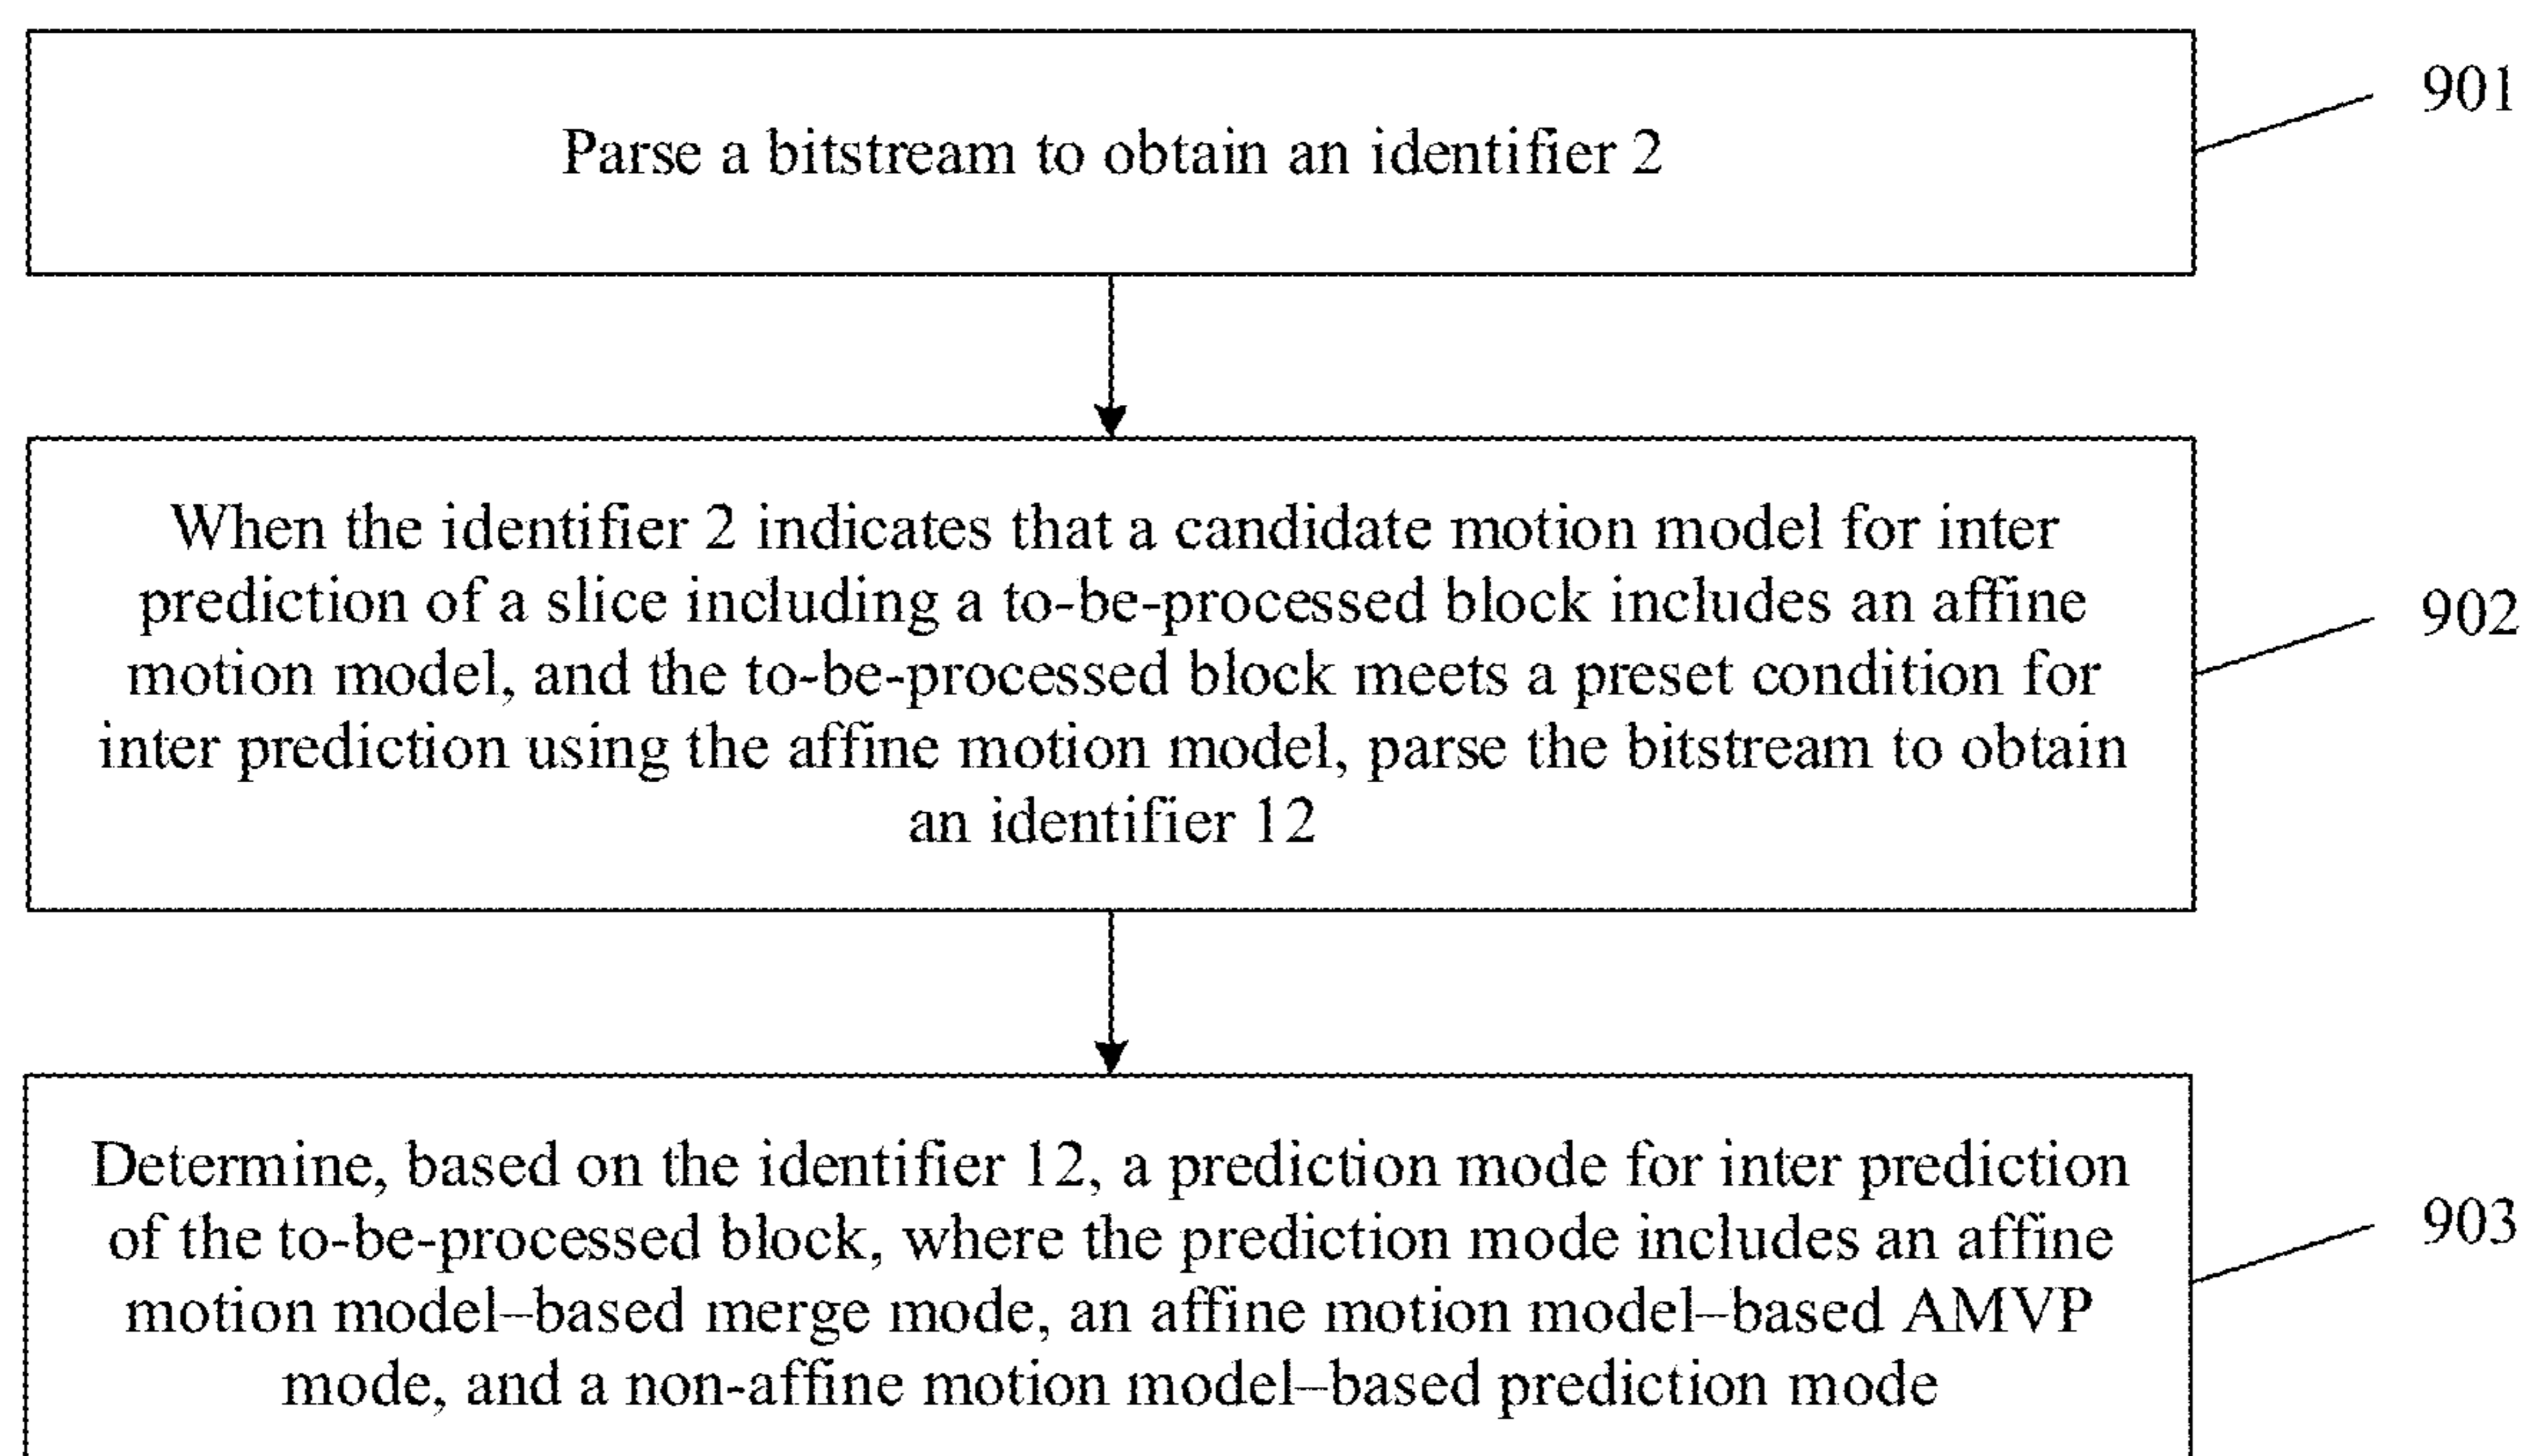 Parse a bitstream to obtain an identifier 2
901
When the identifier 2 indicates that a candidate motion model for inter
prediction of a slice including a to-be-processed block includes an affine
motion model, and the to-be-processed block meets a preset condition for
inter prediction using the affine motion model, parse the bitstream to obtain
an identifier 12
902
Determine, based on the identifier 12, a prediction mode for inter prediction
of the to-be-processed block, where the prediction mode includes an affine
motion model–based merge mode, an affine motion model–based AMVP
mode, and a non-affine motion model–based prediction mode
903